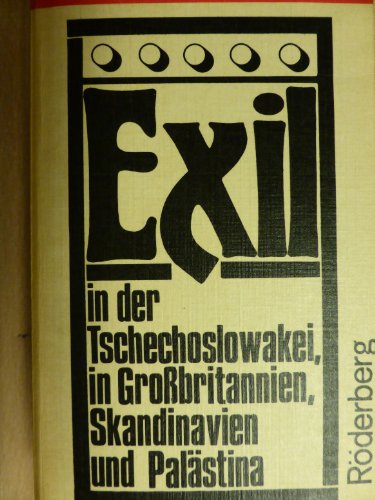 Exil
in der
Tschechoslowakei,
in Großbritannien,
Skandinavien
und Palästina
Röderberg